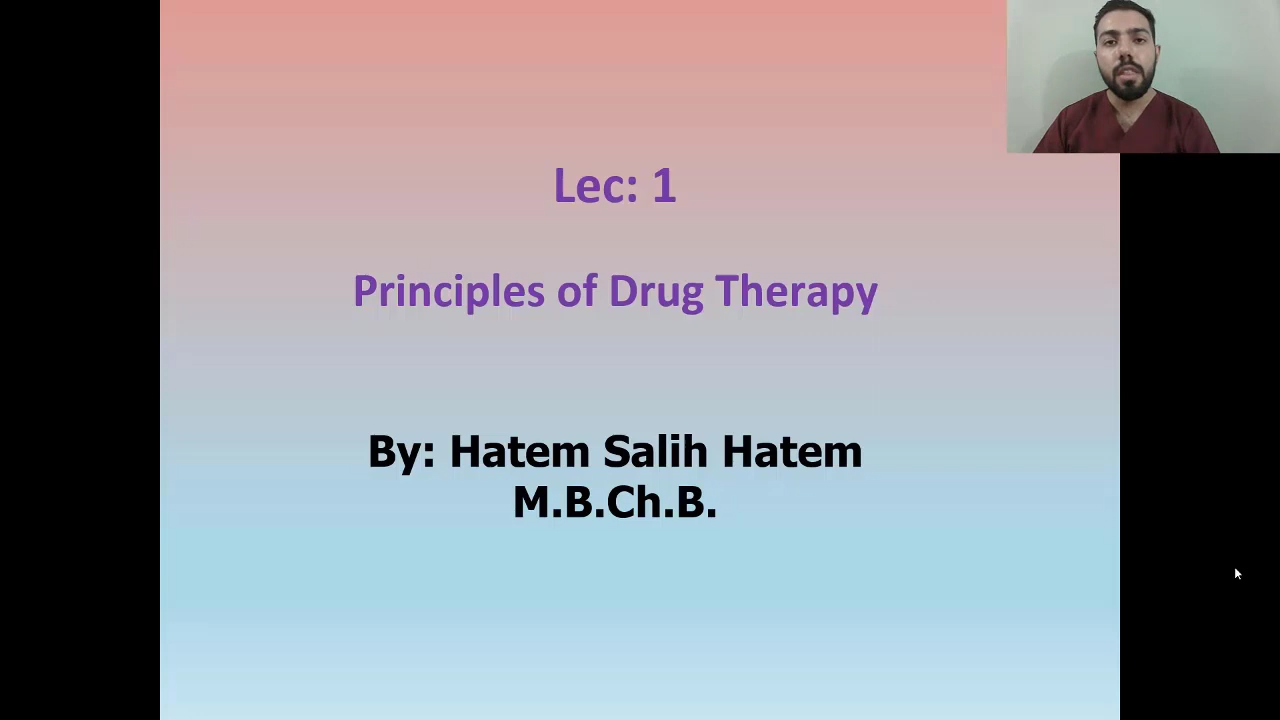 Lec: 1
Principles of Drug Therapy
By: Hatem Salih Hatem
M.B.Ch.B.